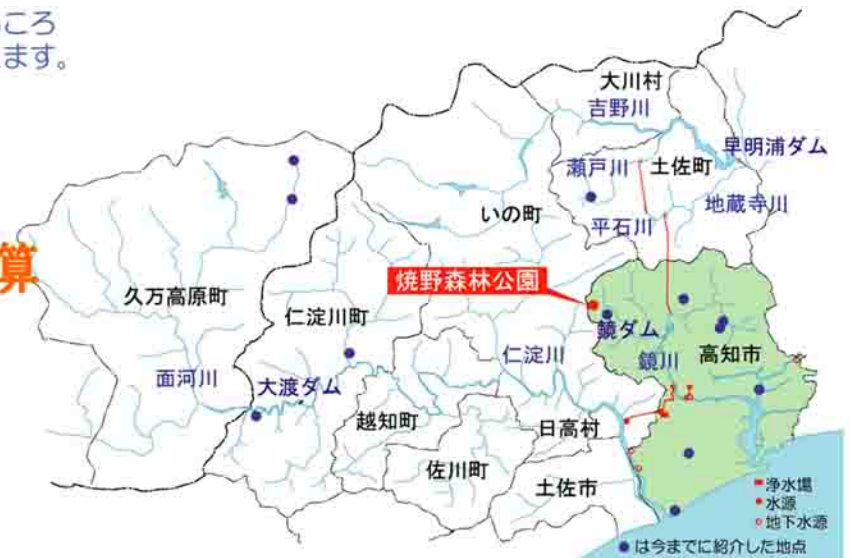 ころ
ます。
算
大川村
吉野川
早明浦ダム
瀬戸川
土佐町
地蔵寺川
いの町
平石川
焼野森林公園
久万高原町
仁淀川町
鏡ダム
仁淀川
鏡川
高知市
面河川
大渡ダム
越知町
日高村
佐川町
土佐市
浄水場
水源
地下水源
は今までに紹介した地点